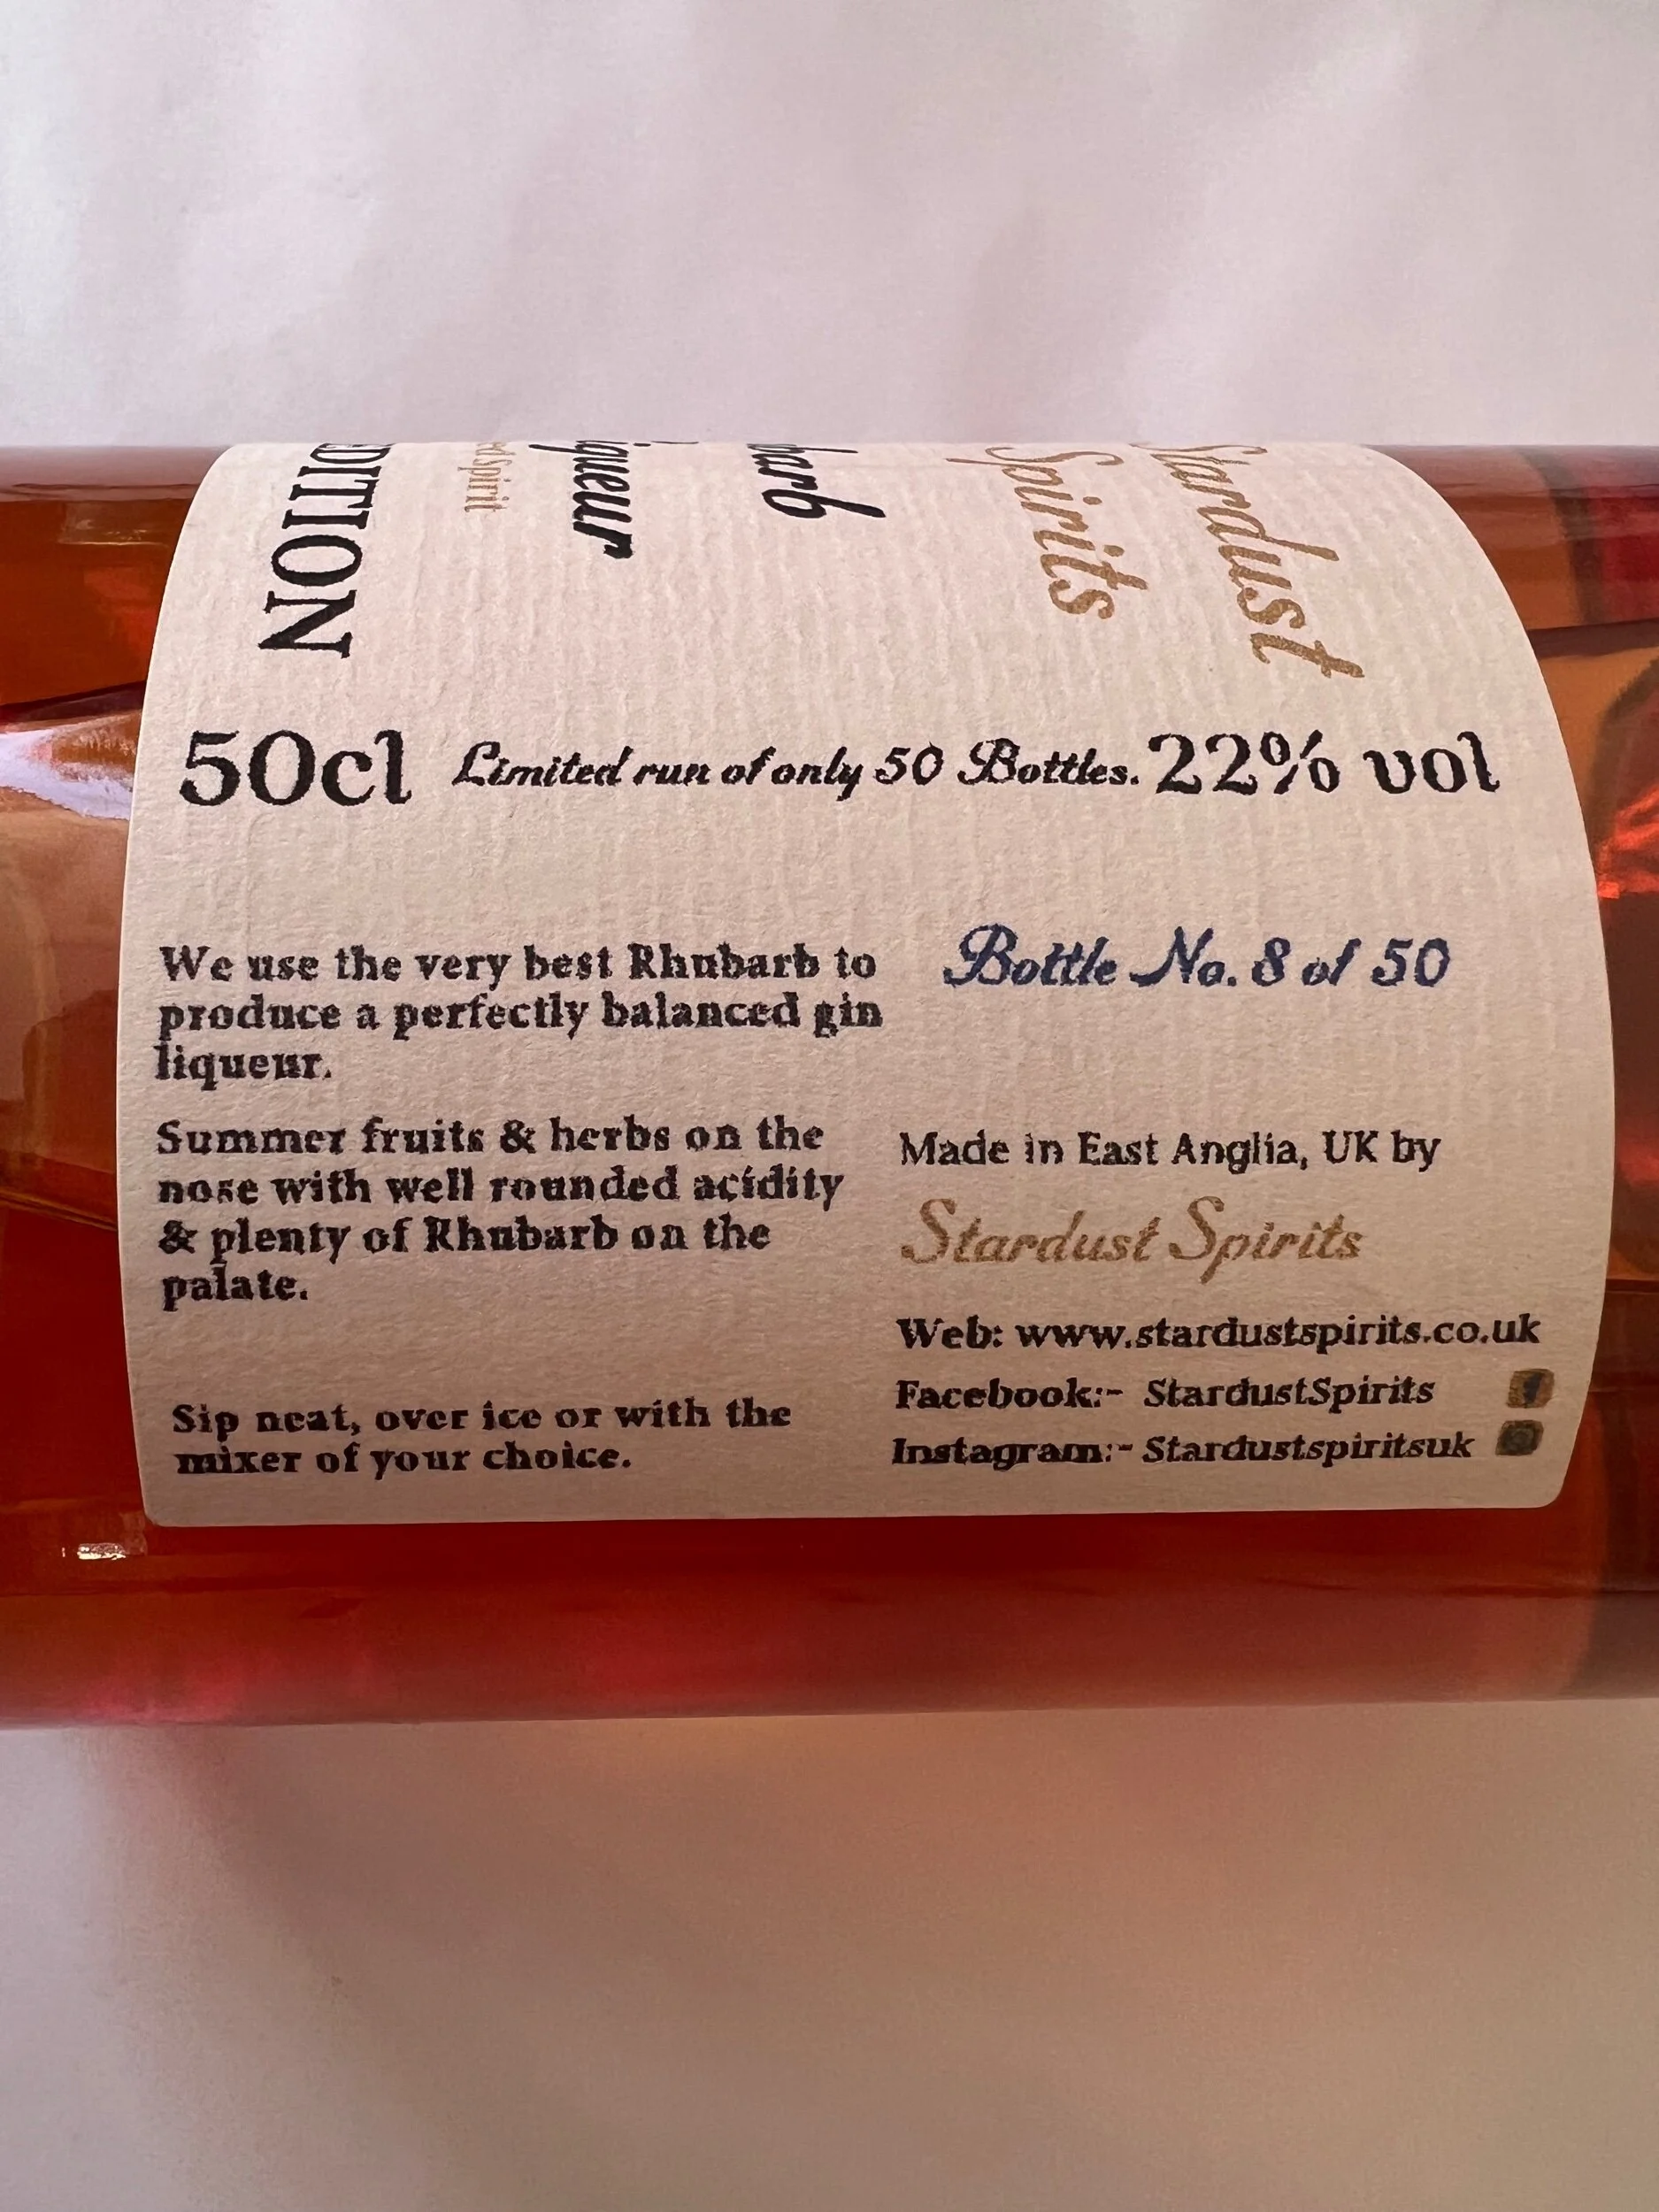 Stardust
Spirits
50cl Limited run of only 50 Bottles. 22% vol
We use the very best Rhubarb to
produce a perfectly balanced gin
liqueur.
Summer fruits & herbs on the
nose with well rounded acidity
& plenty of Rhubarb on the
palate.
Sip neat, over ice or with the
mixer of your choice.
Bottle No. 8 of 50
Made in East Anglia, UK by
Stardust Spirits
Web: www.stardustspirits.co.uk
Facebook:- StardustSpirits
Instagram:- Stardustspiritsuk